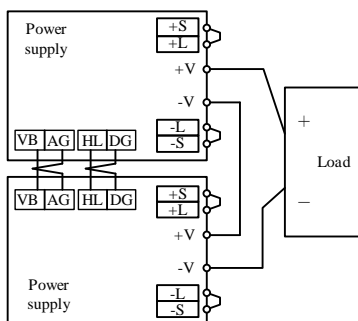 Power
supply
+S
+L
+V
-V
-L
-S
VB AG HL DG
VB AG HL DG
+S
+L
+V
-V
Power
supply
-L
-S
+
Load
−